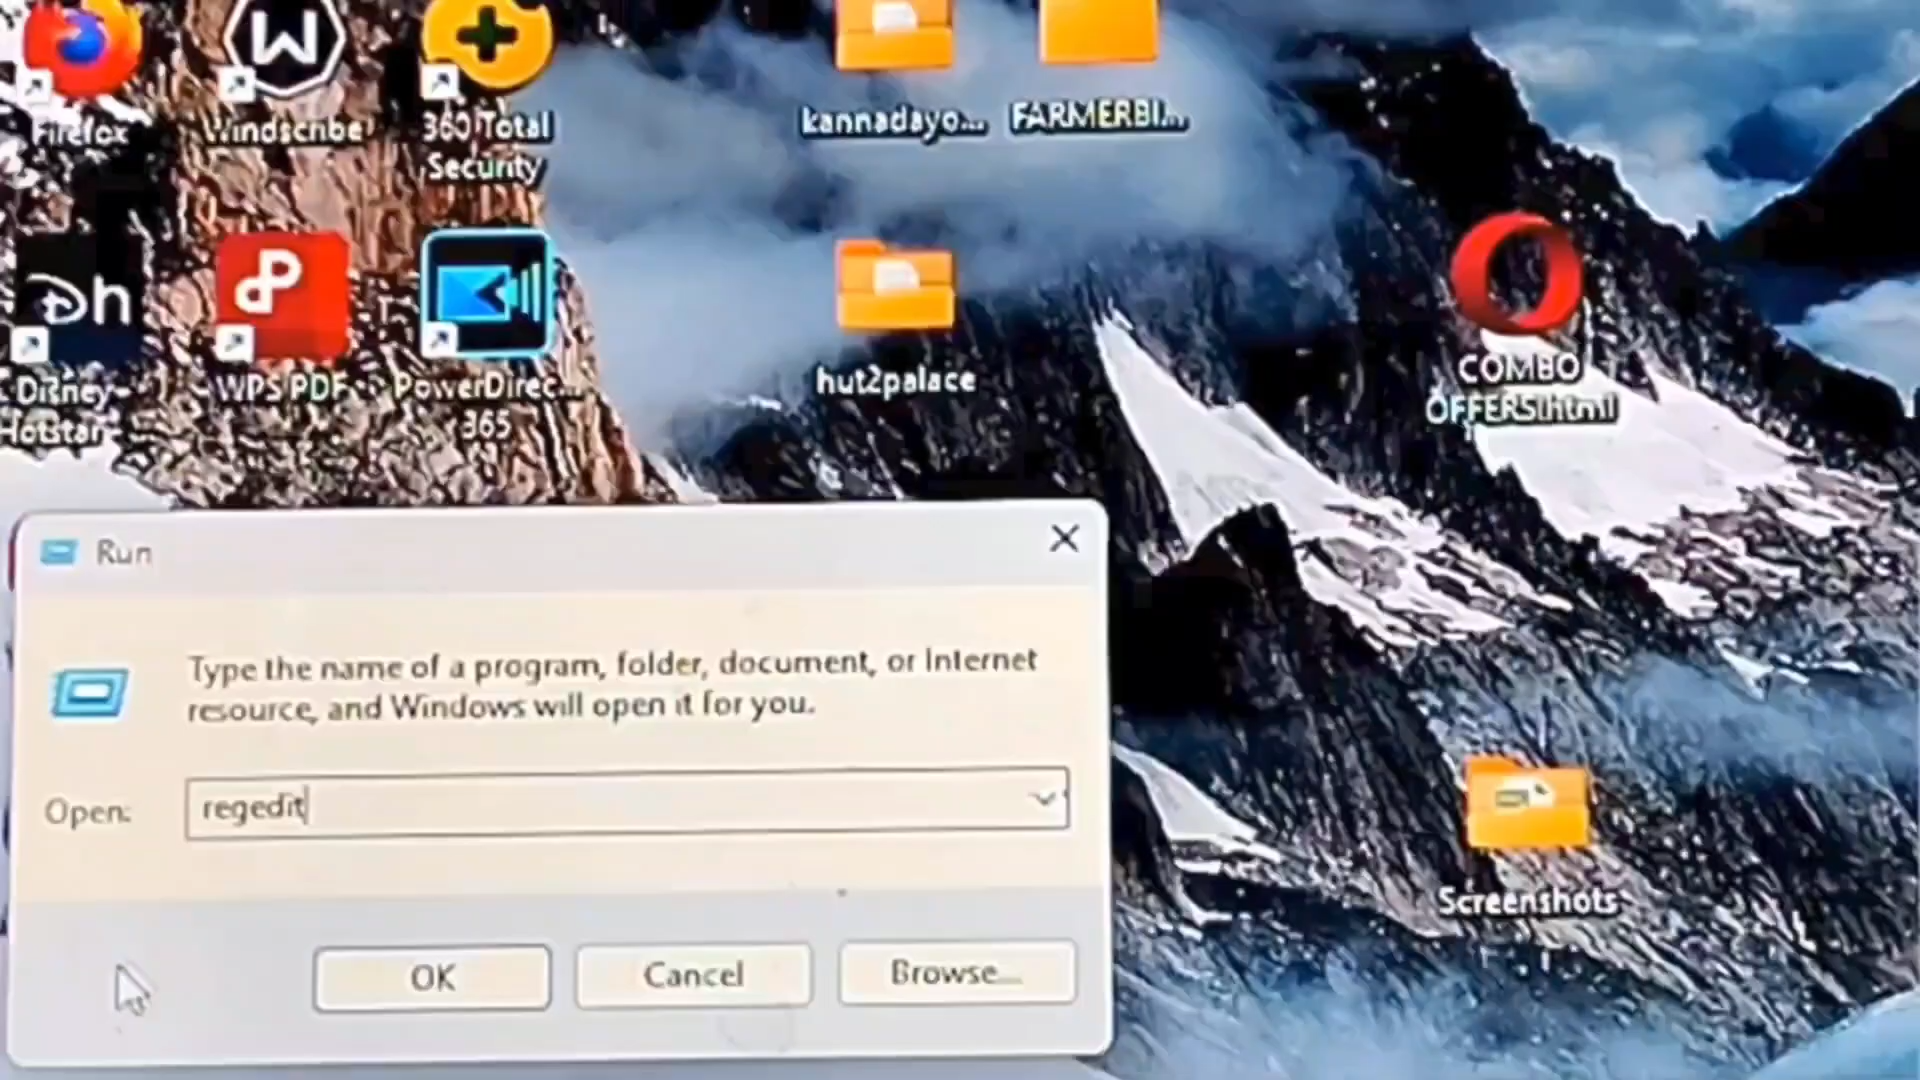 Firefox
Windscribe
360 Total
Security
kannadayo...
FARMERBI...
Disney+
Hotstar
WPS PDF
PowerDirec...
365
hut2palace
COMBO
OFFERS.html
Run
Type the name of a program, folder, document, or Internet
resource, and Windows will open it for you.
Open:
regedit
OK
Cancel
Browse...
Screenshots